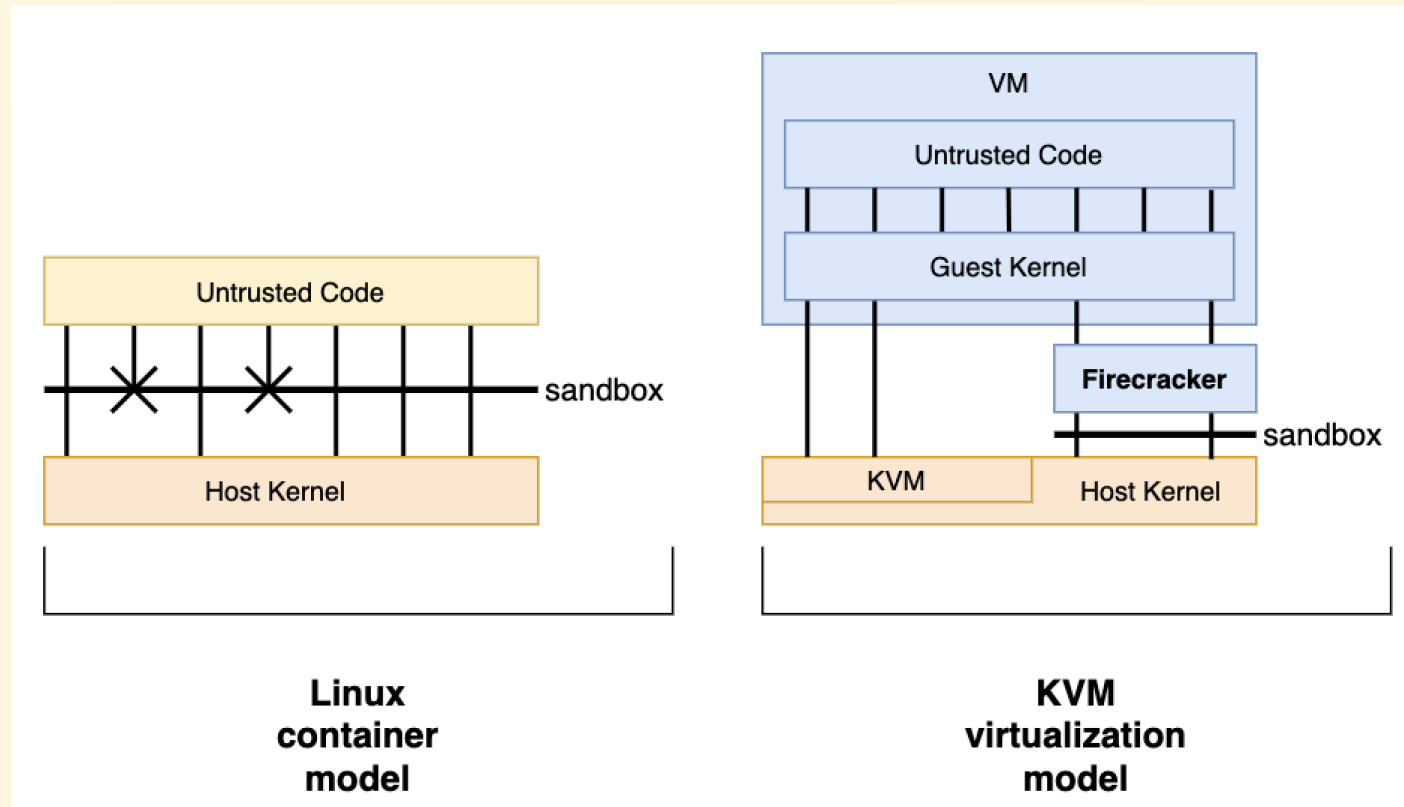 VM
Untrusted Code
Guest Kernel
Untrusted Code
sandbox
Host Kernel
Firecracker
sandbox
KVM
Host Kernel
Linux
container
model
KVM
virtualization
model